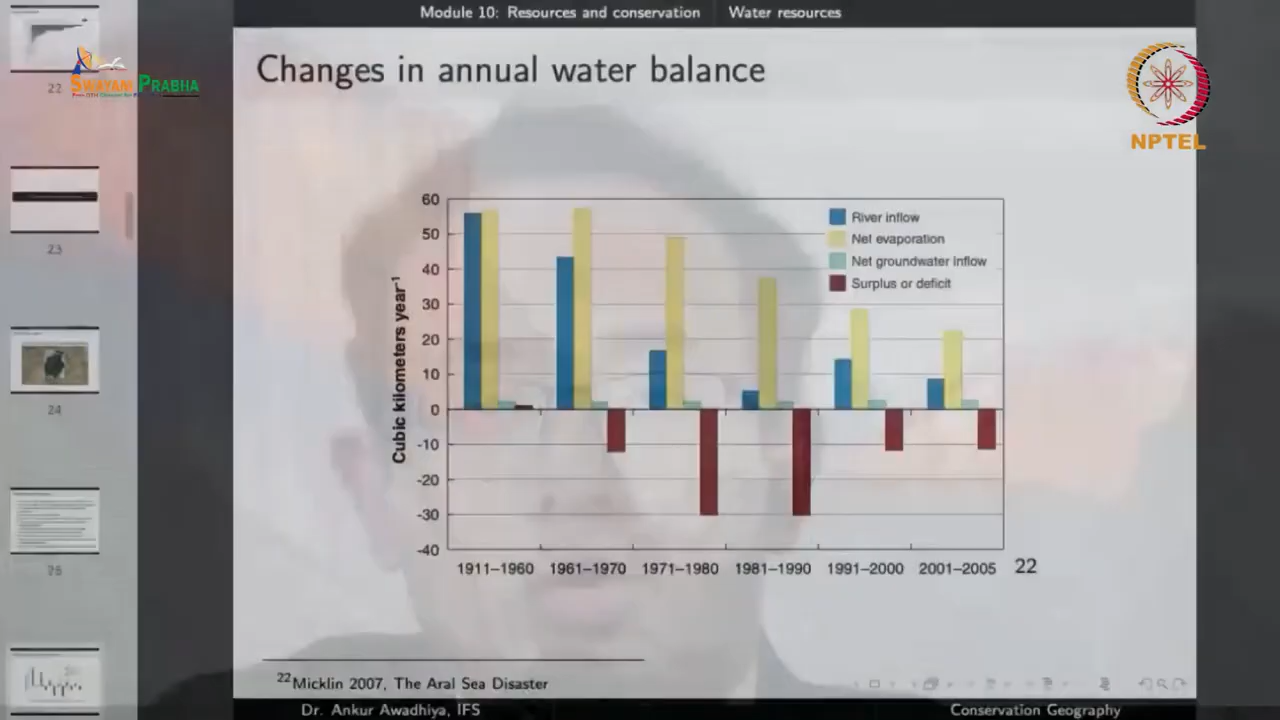 Module 10: Resources and conservation Water resources
Changes in annual water balance
SWAYAM PRABHA
NPTEL
22
23
24
25
60
50
40
30
20
10
0
-10
-20
-30
-40
Cubic kilometers year-1
River inflow
Net evaporation
Net groundwater inflow
Surplus or deficit
1911–1960 1961–1970 1971–1980 1981–1990 1991–2000 2001–2005 22
22Micklin 2007, The Aral Sea Disaster
Dr. Ankur Awadhiya, IFS Conservation Geography